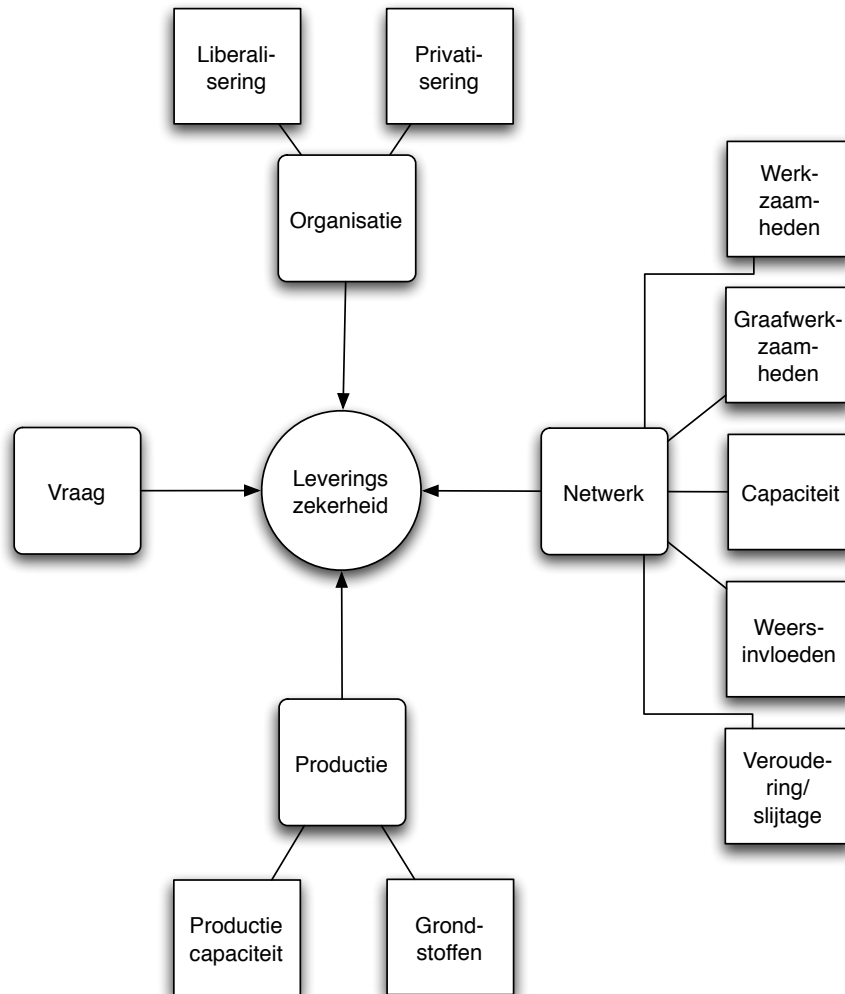 Liberali-
sering
Privati-
sering
Organisatie
Werk-
zaam-
heden
Graafwerk-
zaam-
heden
Vraag
Leverings
zekerheid
Netwerk
Capaciteit
Weers-
invloeden
Productie
Veroude-
ring/
slijtage
Productie
capaciteit
Grond-
stoffen